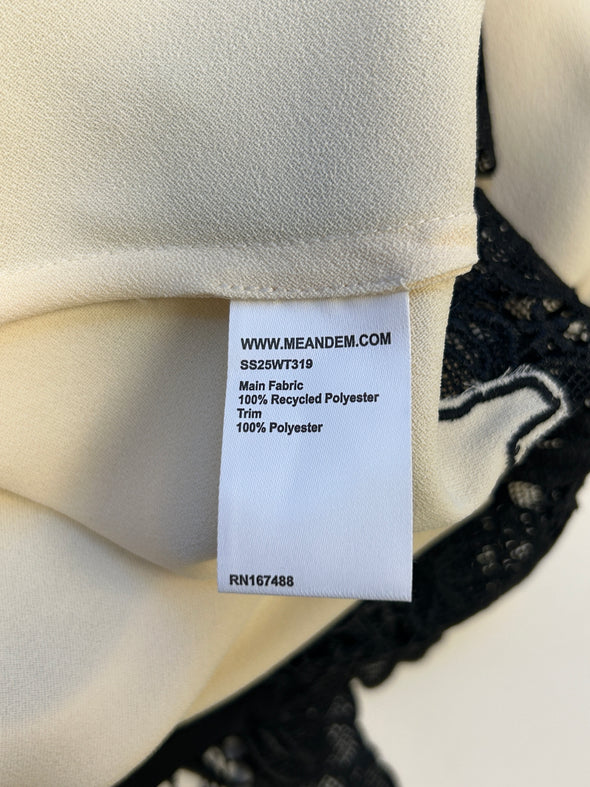 WWW.MEANDEM.COM
SS25WT319
Main Fabric
100% Recycled Polyester
Trim
100% Polyester
RN167488